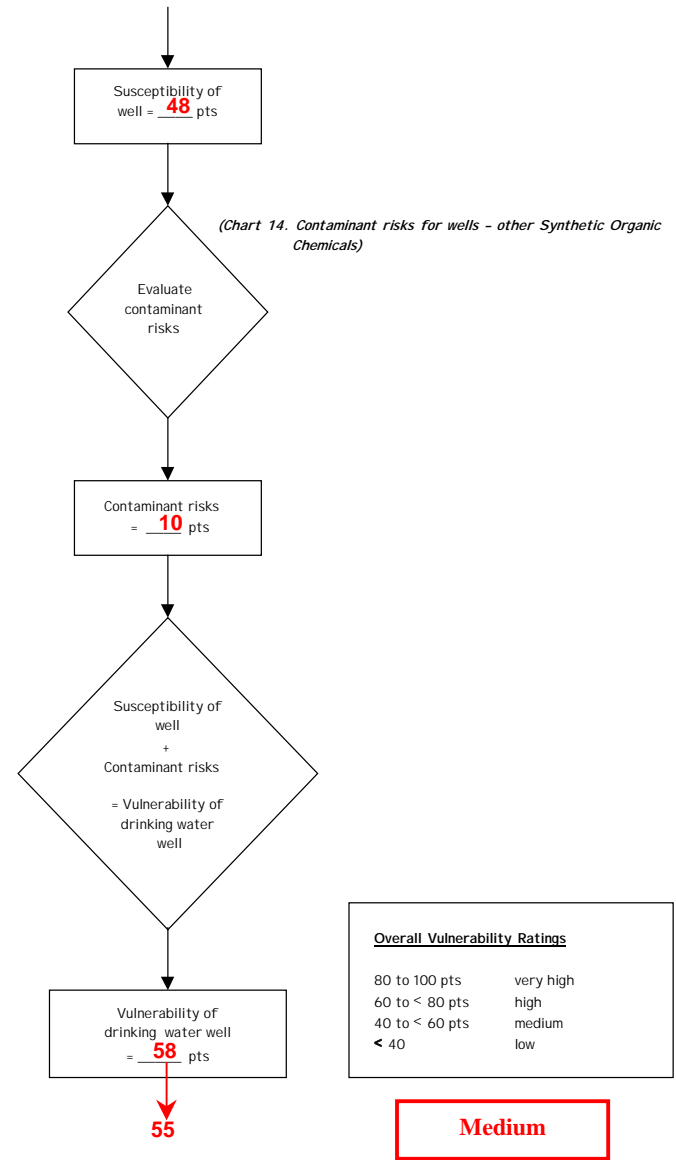 Susceptibility of
well = 48 pts
(Chart 14. Contaminant risks for wells – other Synthetic Organic
Chemicals)
Evaluate
contaminant
risks
Contaminant risks
= 10 pts
Susceptibility of
well
+
Contaminant risks
= Vulnerability of
drinking water
well
Vulnerability of
drinking water well
= 58 pts
55
Overall Vulnerability Ratings
80 to 100 pts very high
60 to < 80 pts high
40 to < 60 pts medium
< 40 low
Medium